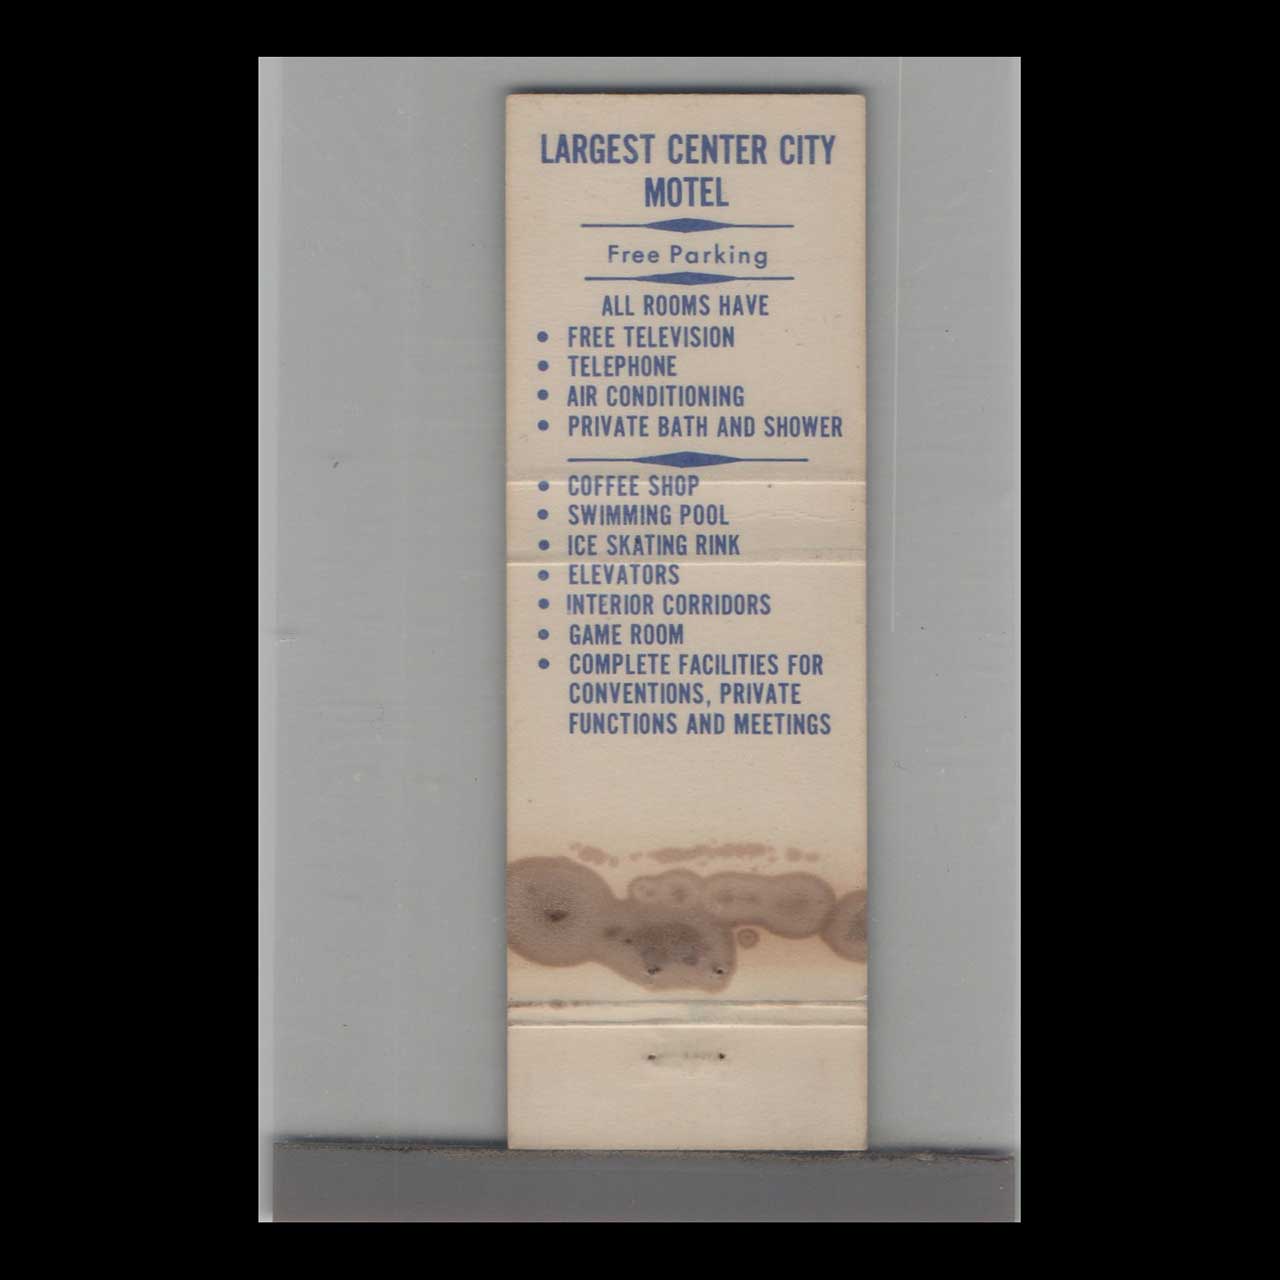 LARGEST CENTER CITY
MOTEL
Free Parking
ALL ROOMS HAVE
• FREE TELEVISION
• TELEPHONE
• AIR CONDITIONING
• PRIVATE BATH AND SHOWER
• COFFEE SHOP
• SWIMMING POOL
• ICE SKATING RINK
• ELEVATORS
• INTERIOR CORRIDORS
• GAME ROOM
• COMPLETE FACILITIES FOR
CONVENTIONS, PRIVATE
FUNCTIONS AND MEETINGS